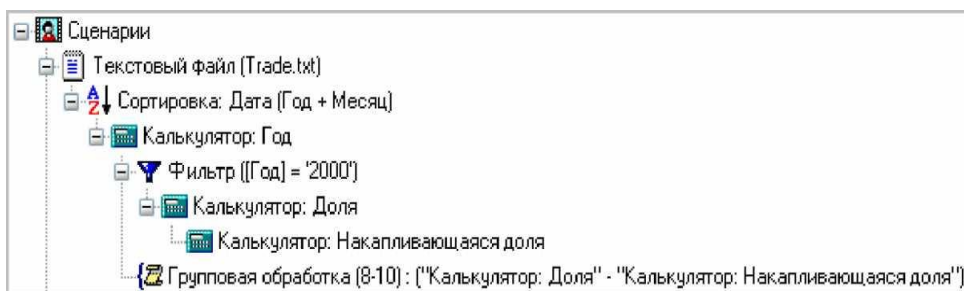 Сценарии
Текстовый файл (Trade.txt)
Сортировка: Дата (Год + Месяц)
Калькулятор: Год
Фильтр ([Год] = '2000')
Калькулятор: Доля
Калькулятор: Накапливающаяся доля
Групповая обработка (8-10) : ("Калькулятор: Доля" - "Калькулятор: Накапливающаяся доля")